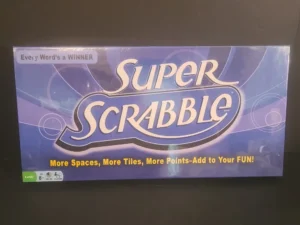 Every Word's a WINNER
SUPER
SCRABBLE
More Spaces, More Tiles, More Points-Add to Your FUN!